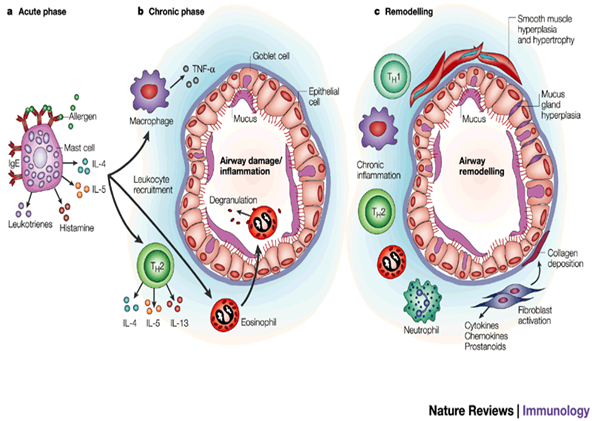 a Acute phase
Allergen
Mast cell
IgE
IL-4
IL-5
Leukotrienes
Histamine
b Chronic phase
TNF-α
Macrophage
Goblet cell
Epithelial
cell
Mucus
Leukocyte
recruitment
Airway damage/
inflammation
Degranulation
TH2
IL-4
IL-5
IL-13
Eosinophil
c Remodelling
Smooth muscle
hyperplasia
and hypertrophy
TH1
Mucus
Mucus
gland
hyperplasia
Chronic
inflammation
Airway
remodelling
TH2
Collagen
deposition
Neutrophil
Fibroblast
activation
Cytokines
Chemokines
Prostanoids
Nature Reviews | Immunology